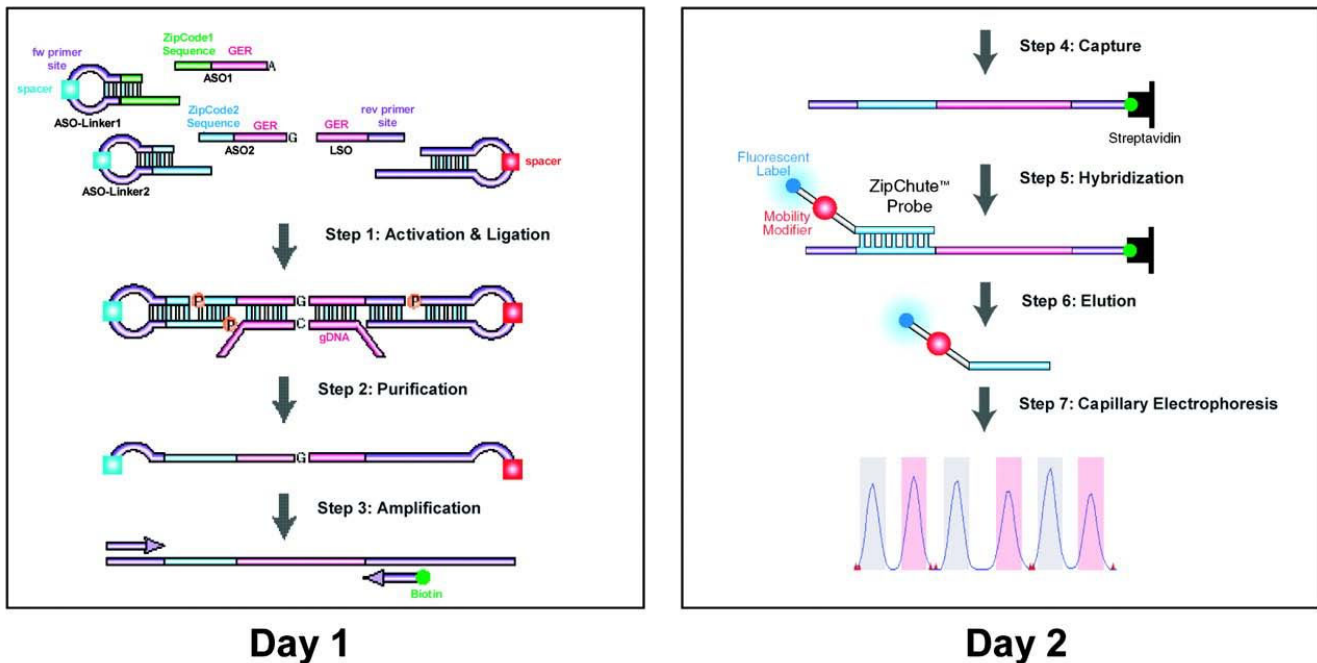 ZipCode1
Sequence
GER
fw primer
site
A
ASO1
spacer
ASO-Linker1
ZipCode2
Sequence
GER
GER
rev primer
site
G
ASO2
LSO
spacer
ASO-Linker2
Step 1: Activation & Ligation
P
G
P
P
C
gDNA
Step 2: Purification
G
Step 3: Amplification
Biotin
Day 1
Step 4: Capture
Streptavidin
Fluorescent
Label
ZipChute™
Probe
Step 5: Hybridization
Mobility
Modifier
Step 6: Elution
Step 7: Capillary Electrophoresis
Day 2